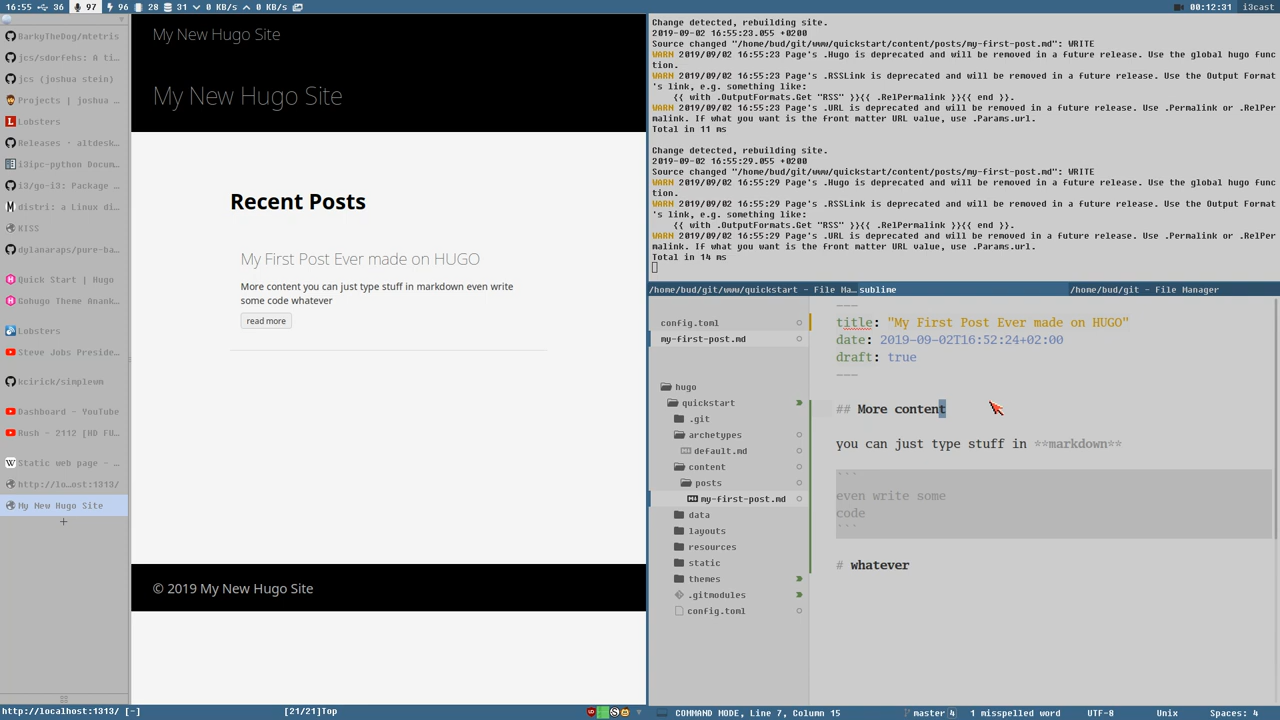 16:55 36 97 96 28 31 0 KB/s 0 KB/s 00:12:31 i3cast
BarkyTheDog/mtetris
jcs/sdorfehs: A ti…
jcs (joshua stein)
Projects | joshua …
Lobsters
Releases · altdesk…
i3ipc-python Docum…
i3/go-i3: Package …
distri: a Linux di…
KISS
dylanaraps/pure-ba…
Quick Start | Hugo
Gohugo Theme Anank…
Lobsters
Steve Jobs Preside…
kcirick/simplewm
Dashboard - YouTube
Rush - 2112 [HD FU…
Static web page - …
http://lo…ost:1313/
My New Hugo Site
+
My New Hugo Site
My New Hugo Site
Recent Posts
My First Post Ever made on HUGO
More content you can just type stuff in markdown even write
some code whatever
read more
© 2019 My New Hugo Site
http://localhost:1313/ [-] [21/21]Top
Change detected, rebuilding site.
2019-09-02 16:55:23.055 +0200
Source changed "/home/bud/git/www/quickstart/content/posts/my-first-post.md": WRITE
WARN 2019/09/02 16:55:23 Page's .Hugo is deprecated and will be removed in a future release. Use the global hugo func
tion.
WARN 2019/09/02 16:55:23 Page's .RSSLink is deprecated and will be removed in a future release. Use the Output Format
's link, e.g. something like:
{{ with .OutputFormats.Get "RSS" }}{{ .RelPermalink }}{{ end }}.
WARN 2019/09/02 16:55:23 Page's .URL is deprecated and will be removed in a future release. Use .Permalink or .RelPer
malink. If what you want is the front matter URL value, use .Params.url.
Total in 11 ms
Change detected, rebuilding site.
2019-09-02 16:55:29.055 +0200
Source changed "/home/bud/git/www/quickstart/content/posts/my-first-post.md": WRITE
WARN 2019/09/02 16:55:29 Page's .Hugo is deprecated and will be removed in a future release. Use the global hugo func
tion.
WARN 2019/09/02 16:55:29 Page's .RSSLink is deprecated and will be removed in a future release. Use the Output Format
's link, e.g. something like:
{{ with .OutputFormats.Get "RSS" }}{{ .RelPermalink }}{{ end }}.
WARN 2019/09/02 16:55:29 Page's .URL is deprecated and will be removed in a future release. Use .Permalink or .RelPer
malink. If what you want is the front matter URL value, use .Params.url.
Total in 14 ms
/home/bud/git/www/quickstart - File Ma… sublime /home/bud/git - File Manager
config.toml
my-first-post.md
hugo
quickstart
.git
archetypes
default.md
content
posts
my-first-post.md
data
layouts
resources
static
themes
.gitmodules
config.toml
---
title: "My First Post Ever made on HUGO"
date: 2019-09-02T16:52:24+02:00
draft: true
---
## More content
you can just type stuff in **markdown**
```
even write some
code
```
# whatever
COMMAND MODE, Line 7, Column 15 master 4 1 misspelled word UTF-8 Unix Spaces: 4